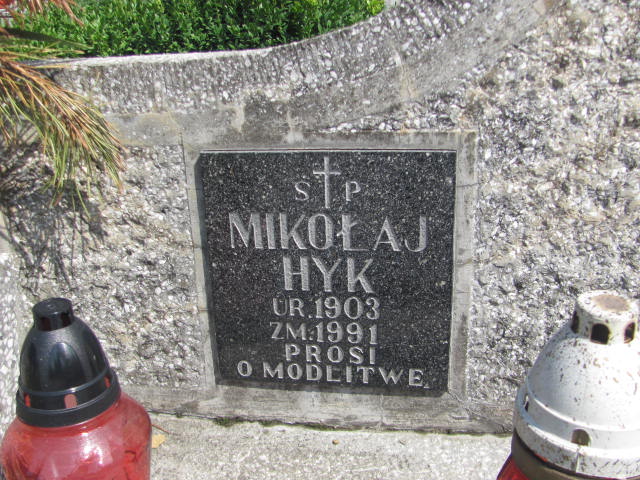 S P
MIKOŁAJ
HYK
UR.1903
ZM.1991
PROSI
O MODLITWĘ